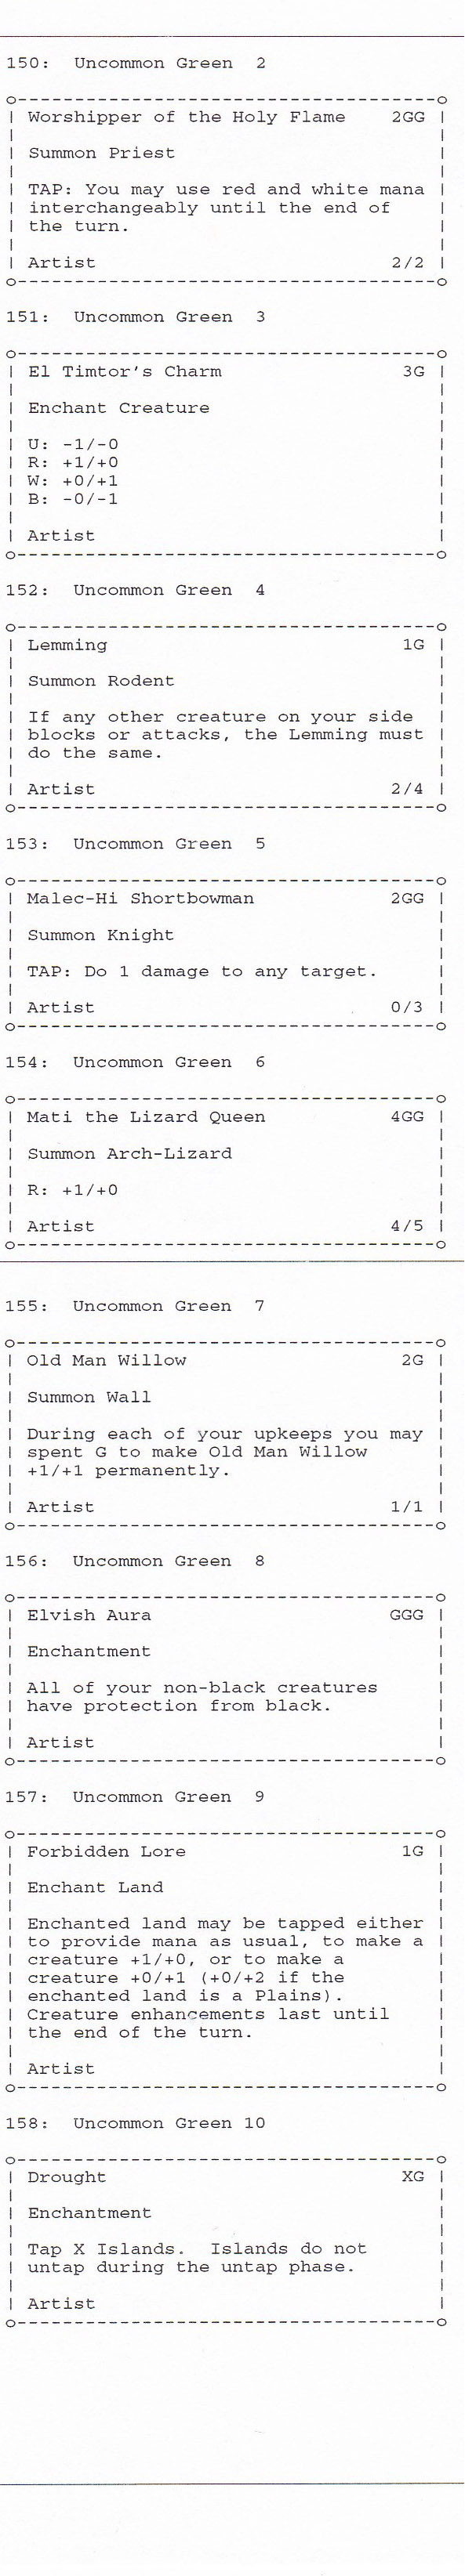 150:  Uncommon Green  2
Worshipper of the Holy Flame    2GG
Summon Priest
TAP: You may use red and white mana
interchangeably until the end of
the turn.
Artist                          2/2
151:  Uncommon Green  3
El Timtor's Charm                3G
Enchant Creature
U: -1/-0
R: +1/+0
W: +0/+1
B: -0/-1
Artist
152:  Uncommon Green  4
Lemming                          1G
Summon Rodent
If any other creature on your side
blocks or attacks, the Lemming must
do the same.
Artist                          2/4
153:  Uncommon Green  5
Malec-Hi Shortbowman            2GG
Summon Knight
TAP: Do 1 damage to any target.
Artist                          0/3
154:  Uncommon Green  6
Mati the Lizard Queen           4GG
Summon Arch-Lizard
R: +1/+0
Artist                          4/5
155:  Uncommon Green  7
Old Man Willow                   2G
Summon Wall
During each of your upkeeps you may
spent G to make Old Man Willow
+1/+1 permanently.
Artist                          1/1
156:  Uncommon Green  8
Elvish Aura                     GGG
Enchantment
All of your non-black creatures
have protection from black.
Artist
157:  Uncommon Green  9
Forbidden Lore                   1G
Enchant Land
Enchanted land may be tapped either
to provide mana as usual, to make a
creature +1/+0, or to make a
creature +0/+1 (+0/+2 if the
enchanted land is a Plains).
Creature enhancements last until
the end of the turn.
Artist
158:  Uncommon Green 10
Drought                          XG
Enchantment
Tap X Islands.  Islands do not
untap during the untap phase.
Artist